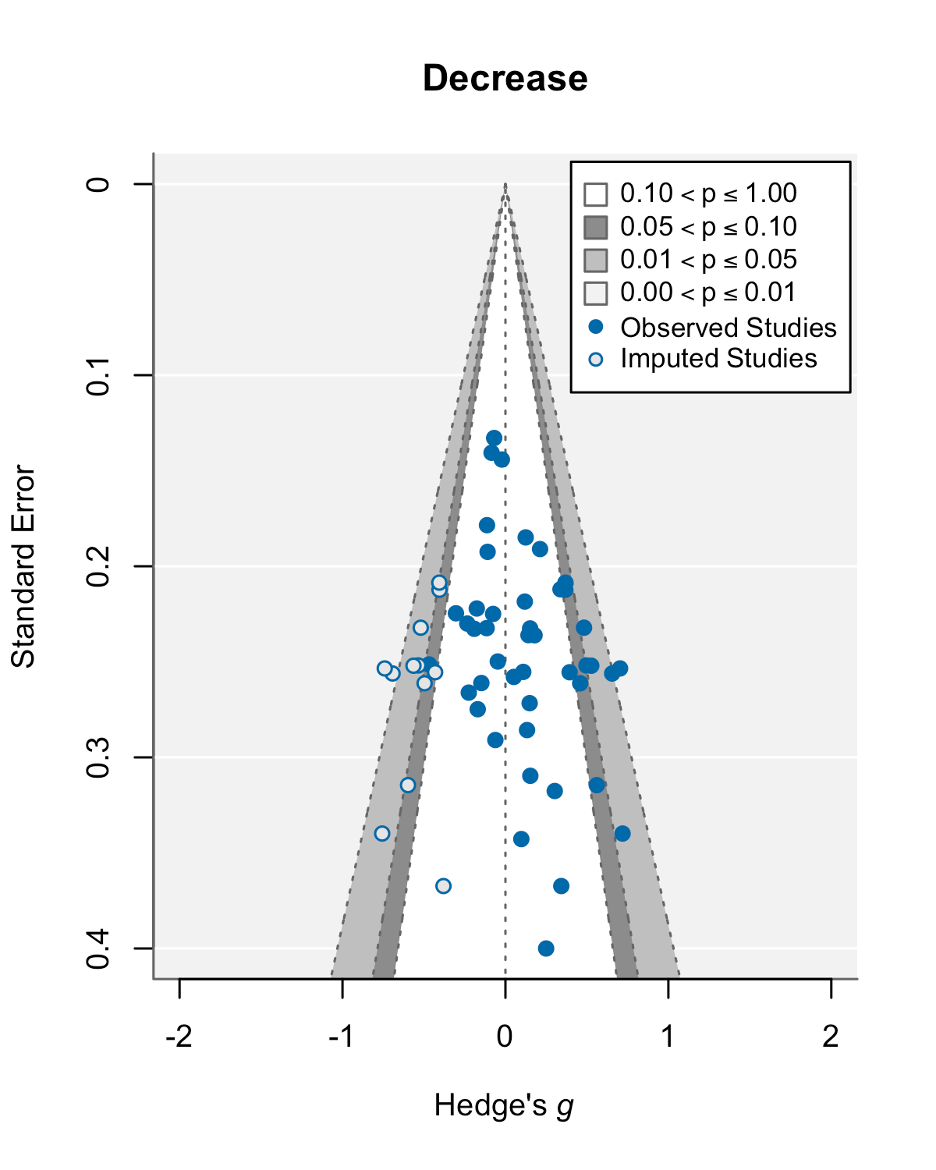 Decrease
0.10 < p ≤ 1.00
0.05 < p ≤ 0.10
0.01 < p ≤ 0.05
0.00 < p ≤ 0.01
Observed Studies
Imputed Studies
0
0.1
0.2
0.3
0.4
Standard Error
-2
-1
0
1
2
Hedge's g